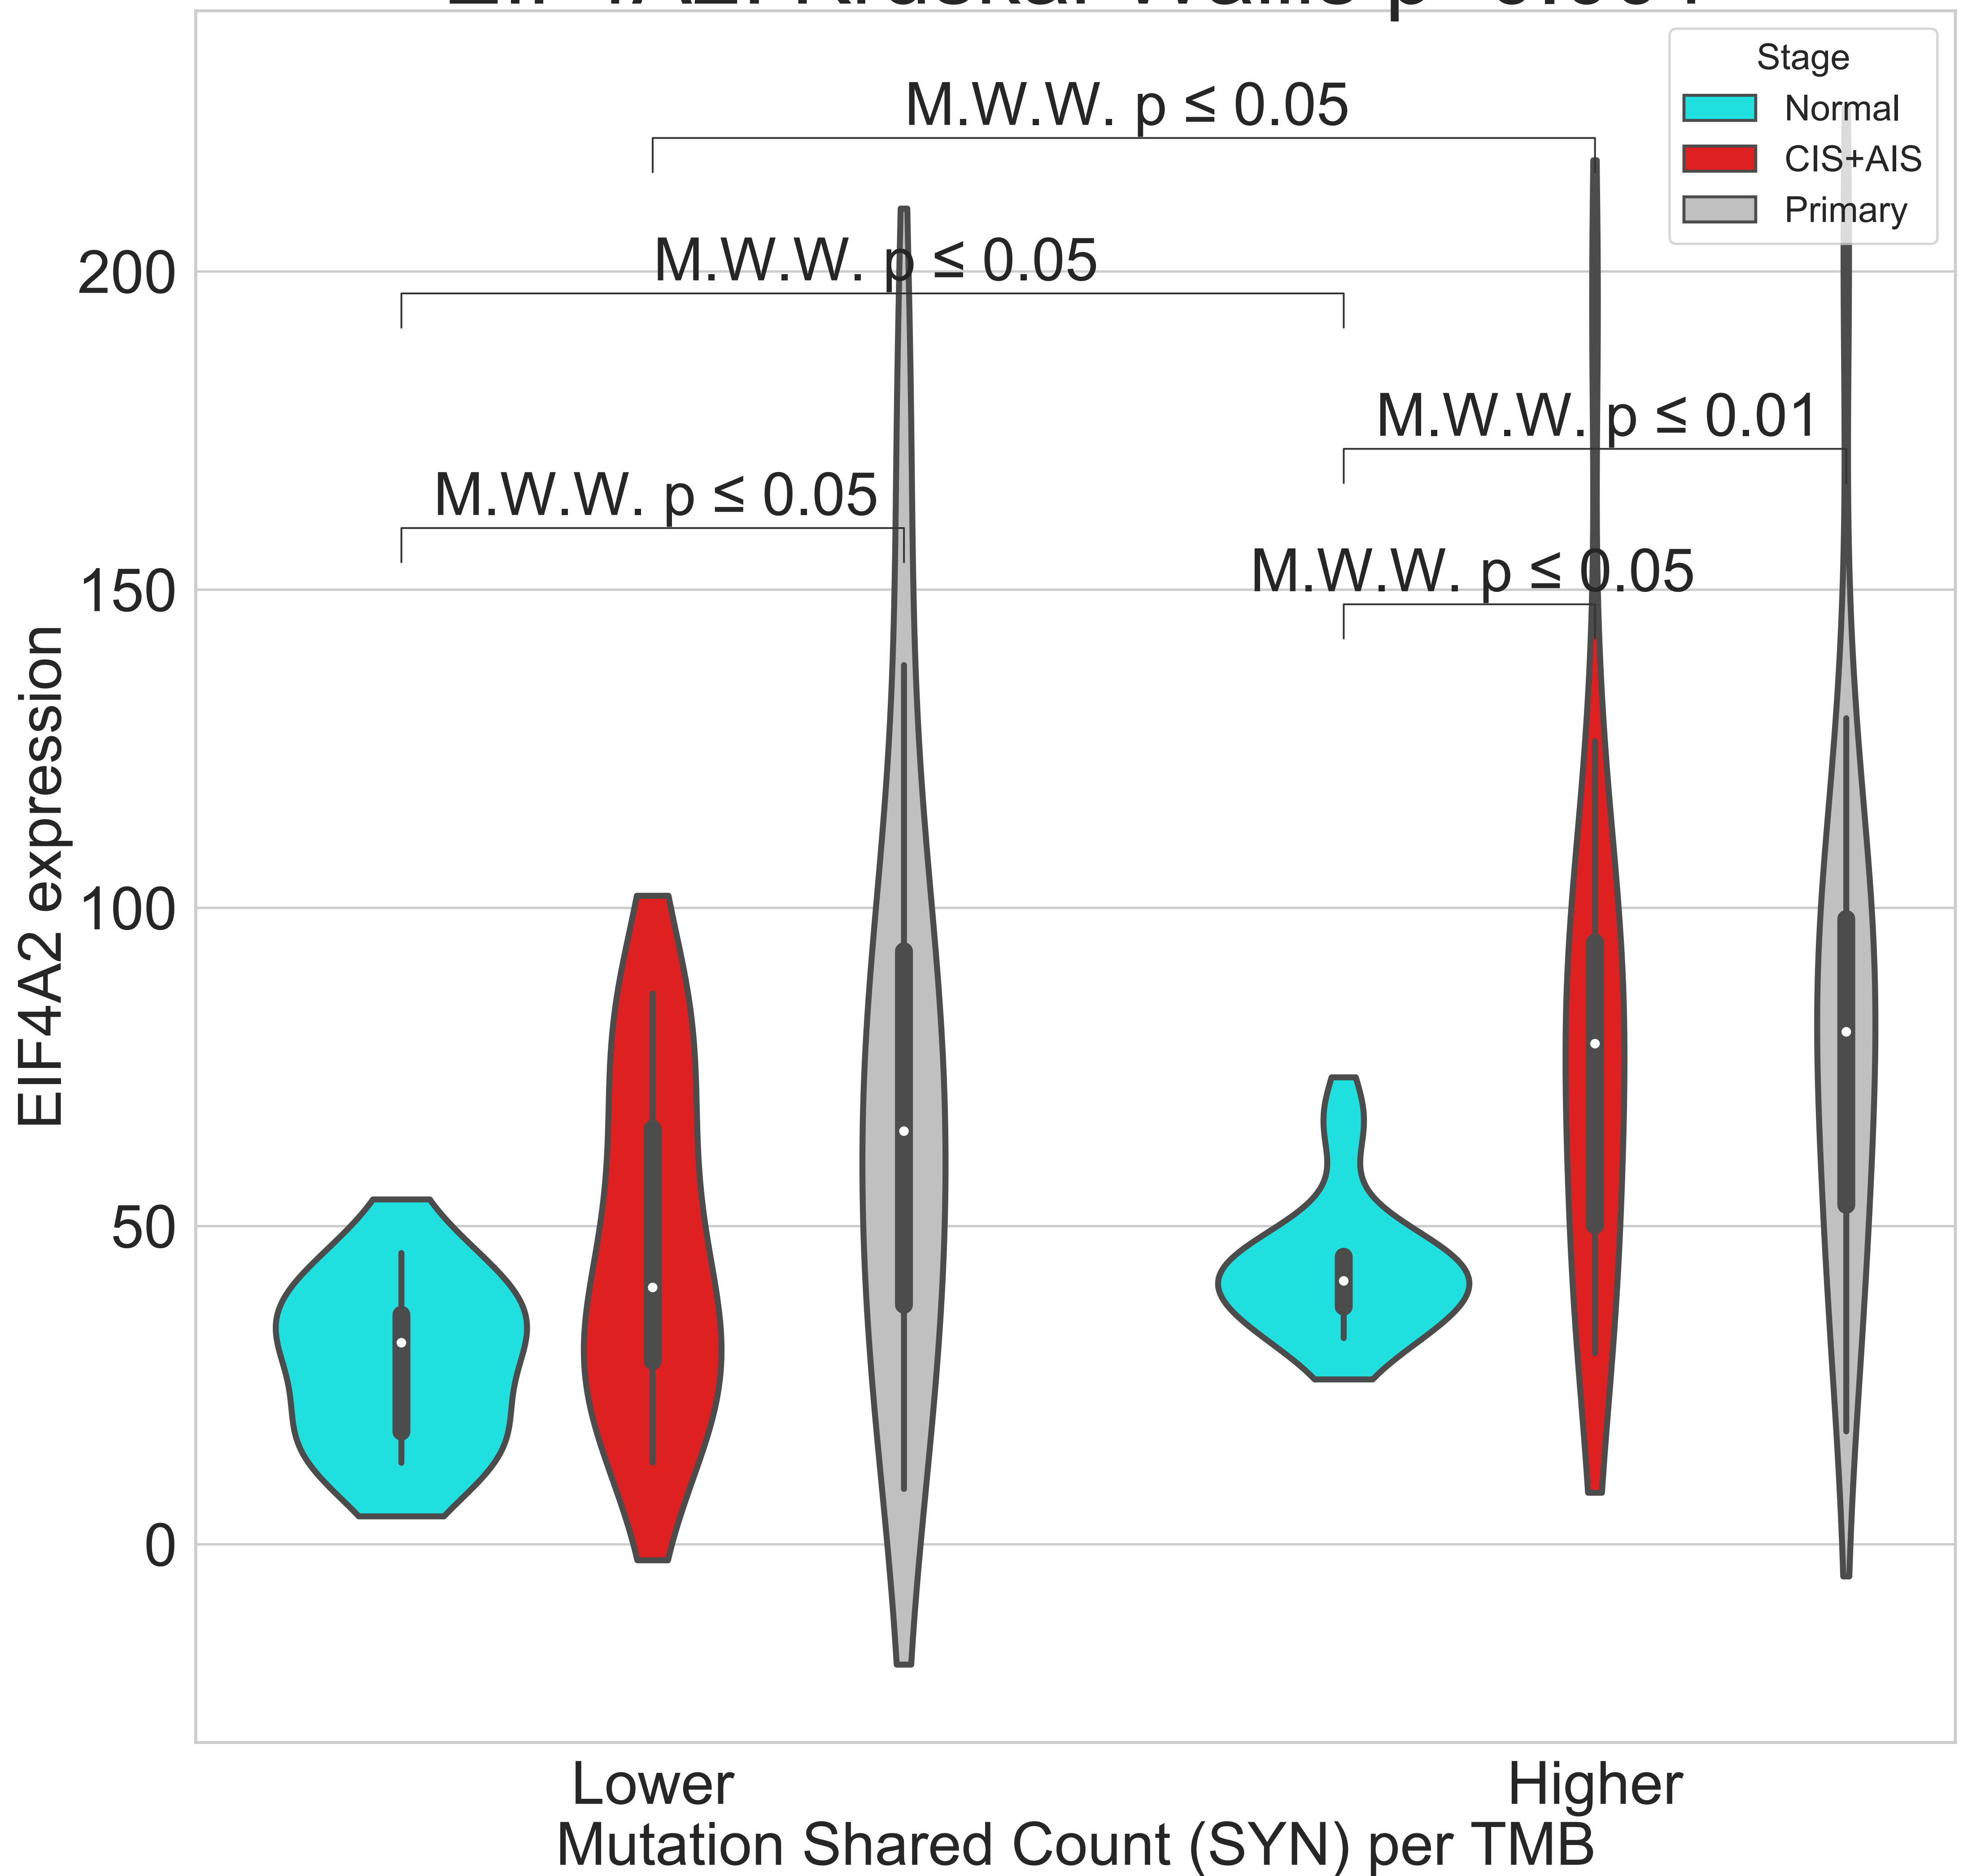 Stage
Normal
CIS+AIS
Primary
M.W.W. p ≤ 0.05
M.W.W. p ≤ 0.05
M.W.W. p ≤ 0.01
M.W.W. p ≤ 0.05
M.W.W. p ≤ 0.05
EIF4A2 expression
200
150
100
50
0
Lower
Higher
Mutation Shared Count (SYN) per TMB